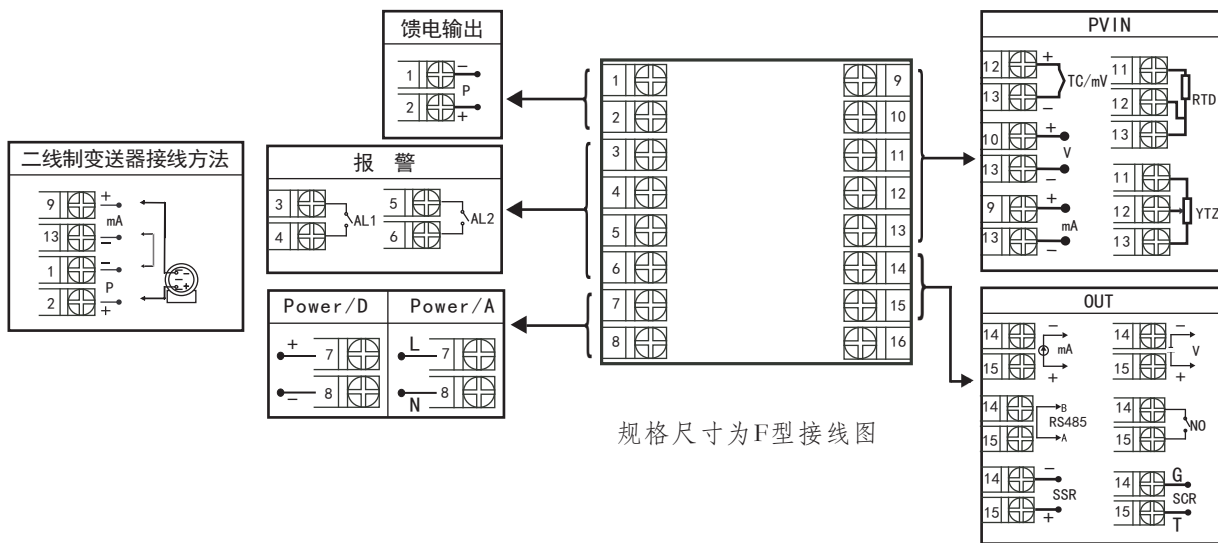 馈电输出
1
－
P
2
+
二线制变送器接线方法
9
+
mA
13
－
1
－
P
2
+
－
－
+
报 警
3
AL1
4
5
AL2
6
Power/D
+
7
－
8
Power/A
L
7
N
8
1
2
3
4
5
6
7
8
9
10
11
12
13
14
15
16
规格尺寸为F型接线图
PVIN
12
+
TC/mV
13
－
11
12
RTD
13
10
+
V
13
－
9
+
mA
13
－
11
12
YTZ
13
OUT
14
－
mA
15
+
14
－
V
15
+
14
B
RS485
15
A
14
NO
15
14
－
SSR
15
+
14
G
SCR
15
T